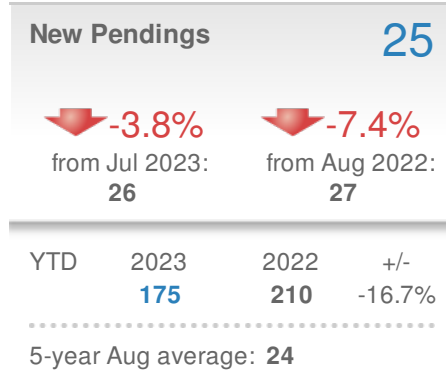 New Pendings 25
-3.8% -7.4%
from Jul 2023: from Aug 2022:
26 27
YTD 2023 2022 +/-
175 210 -16.7%
5-year Aug average: 24